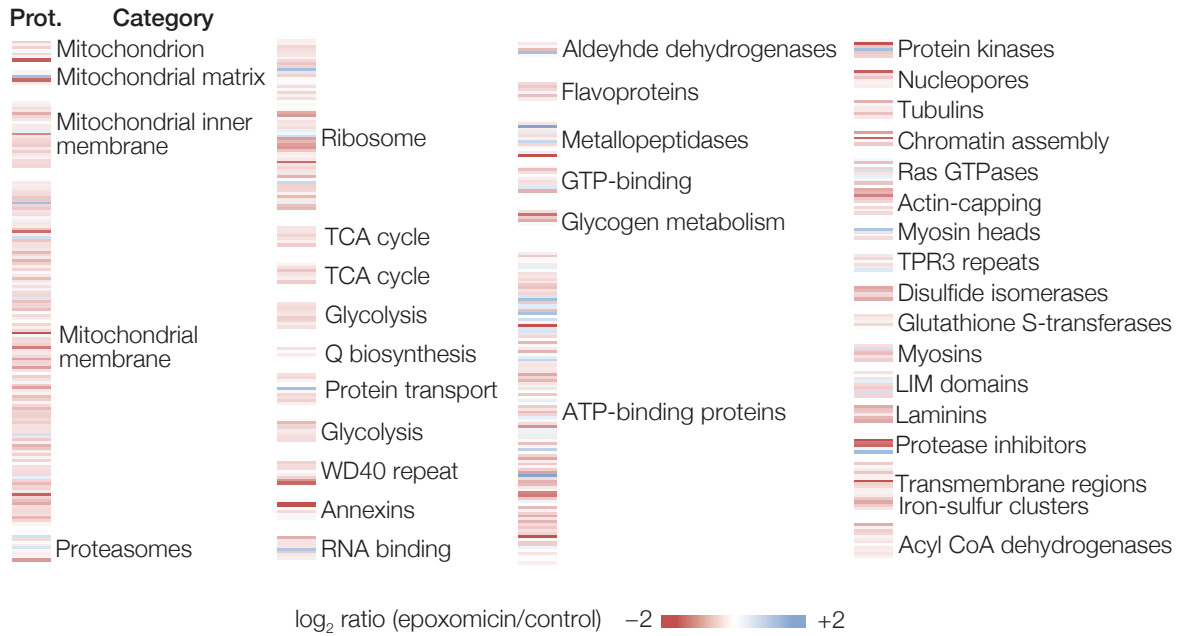 Prot. Category
Mitochondrion
Mitochondrial matrix
Mitochondrial inner
membrane
Mitochondrial
membrane
Proteasomes
Ribosome
TCA cycle
TCA cycle
Glycolysis
Q biosynthesis
Protein transport
Glycolysis
WD40 repeat
Annexins
RNA binding
Aldeyhde dehydrogenases
Flavoproteins
Metallopeptidases
GTP-binding
Glycogen metabolism
ATP-binding proteins
Protein kinases
Nucleopores
Tubulins
Chromatin assembly
Ras GTPases
Actin-capping
Myosin heads
TPR3 repeats
Disulfide isomerases
Glutathione S-transferases
Myosins
LIM domains
Laminins
Protease inhibitors
Transmembrane regions
Iron-sulfur clusters
Acyl CoA dehydrogenases
log₂ ratio (epoxomicin/control) −2 +2